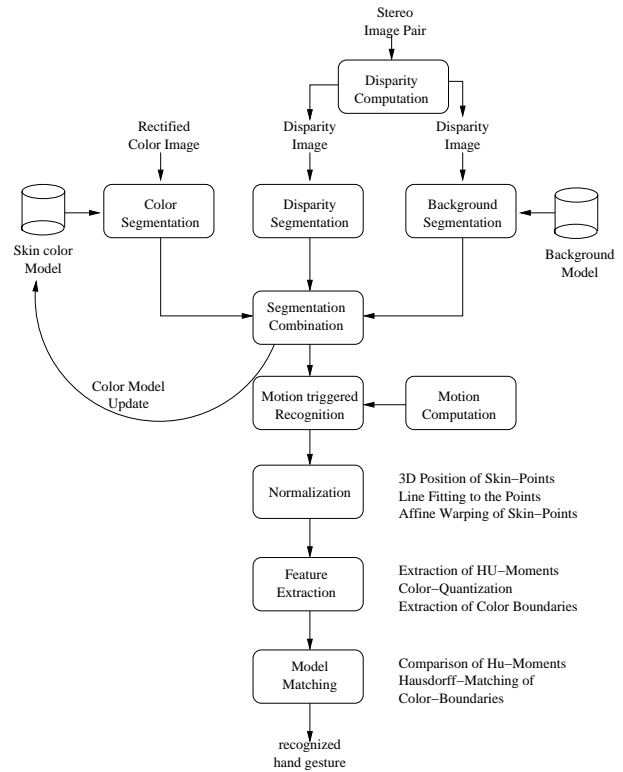 Stereo
Image Pair
Disparity
Computation
Rectified
Color Image
Disparity
Image
Disparity
Image
Color
Segmentation
Disparity
Segmentation
Background
Segmentation
Skin color
Model
Background
Model
Segmentation
Combination
Color Model
Update
Motion triggered
Recognition
Motion
Computation
Normalization
3D Position of Skin−Points
Line Fitting to the Points
Affine Warping of Skin−Points
Feature
Extraction
Extraction of HU−Moments
Color−Quantization
Extraction of Color Boundaries
Model
Matching
Comparison of Hu−Moments
Hausdorff−Matching of
Color−Boundaries
recognized
hand gesture